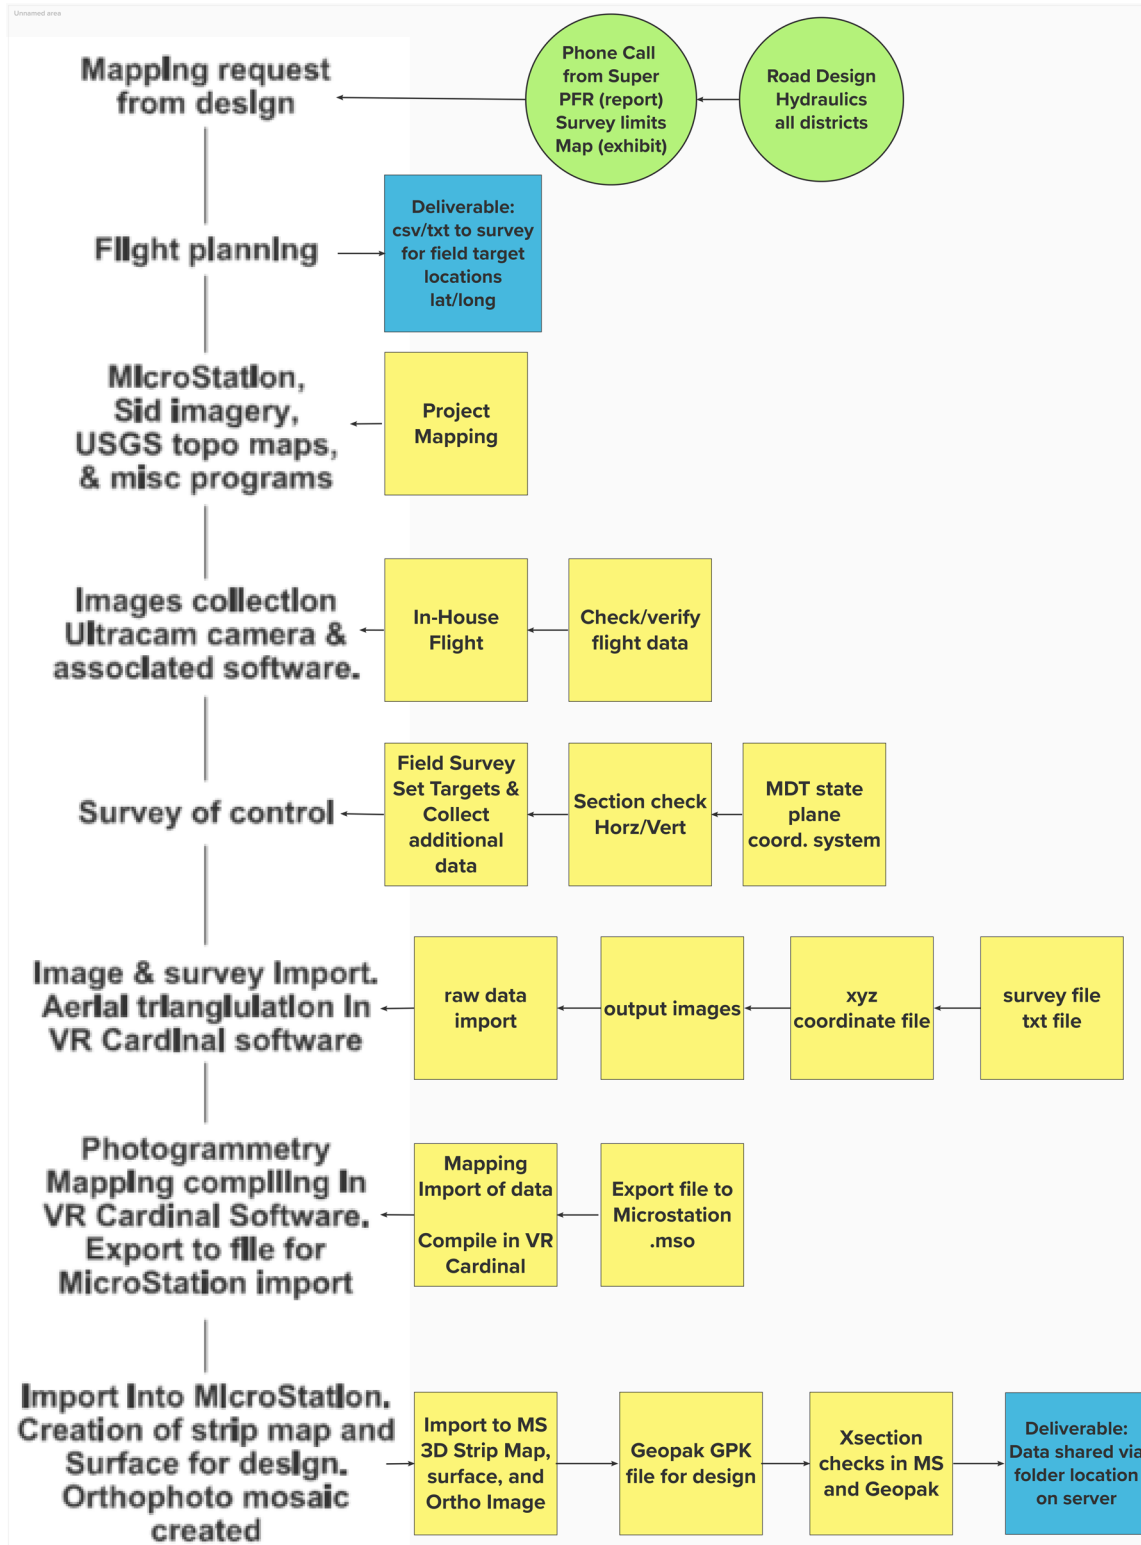 Unnamed area
Mapping request
from design
Phone Call
from Super
PFR (report)
Survey limits
Map (exhibit)
Road Design
Hydraulics
all districts
Flight planning
Deliverable:
csv/txt to survey
for field target
locations
lat/long
MicroStation,
Sid imagery,
USGS topo maps,
& misc programs
Project
Mapping
Images collection
Ultracam camera &
associated software.
In-House
Flight
Check/verify
flight data
Survey of control
Field Survey
Set Targets &
Collect
additional
data
Section check
Horz/Vert
MDT state
plane
coord. system
Image & survey Import.
Aerial trianglulation in
VR Cardinal software
raw data
import
output images
xyz
coordinate file
survey file
txt file
Photogrammetry
Mapping compiling in
VR Cardinal Software.
Export to file for
MicroStation import
Mapping
Import of data
Compile in VR
Cardinal
Export file to
Microstation
.mso
Import Into MicroStation.
Creation of strip map and
Surface for design.
Orthophoto mosaic
created
Import to MS
3D Strip Map,
surface, and
Ortho Image
Geopak GPK
file for design
Xsection
checks in MS
and Geopak
Deliverable:
Data shared via
folder location
on server